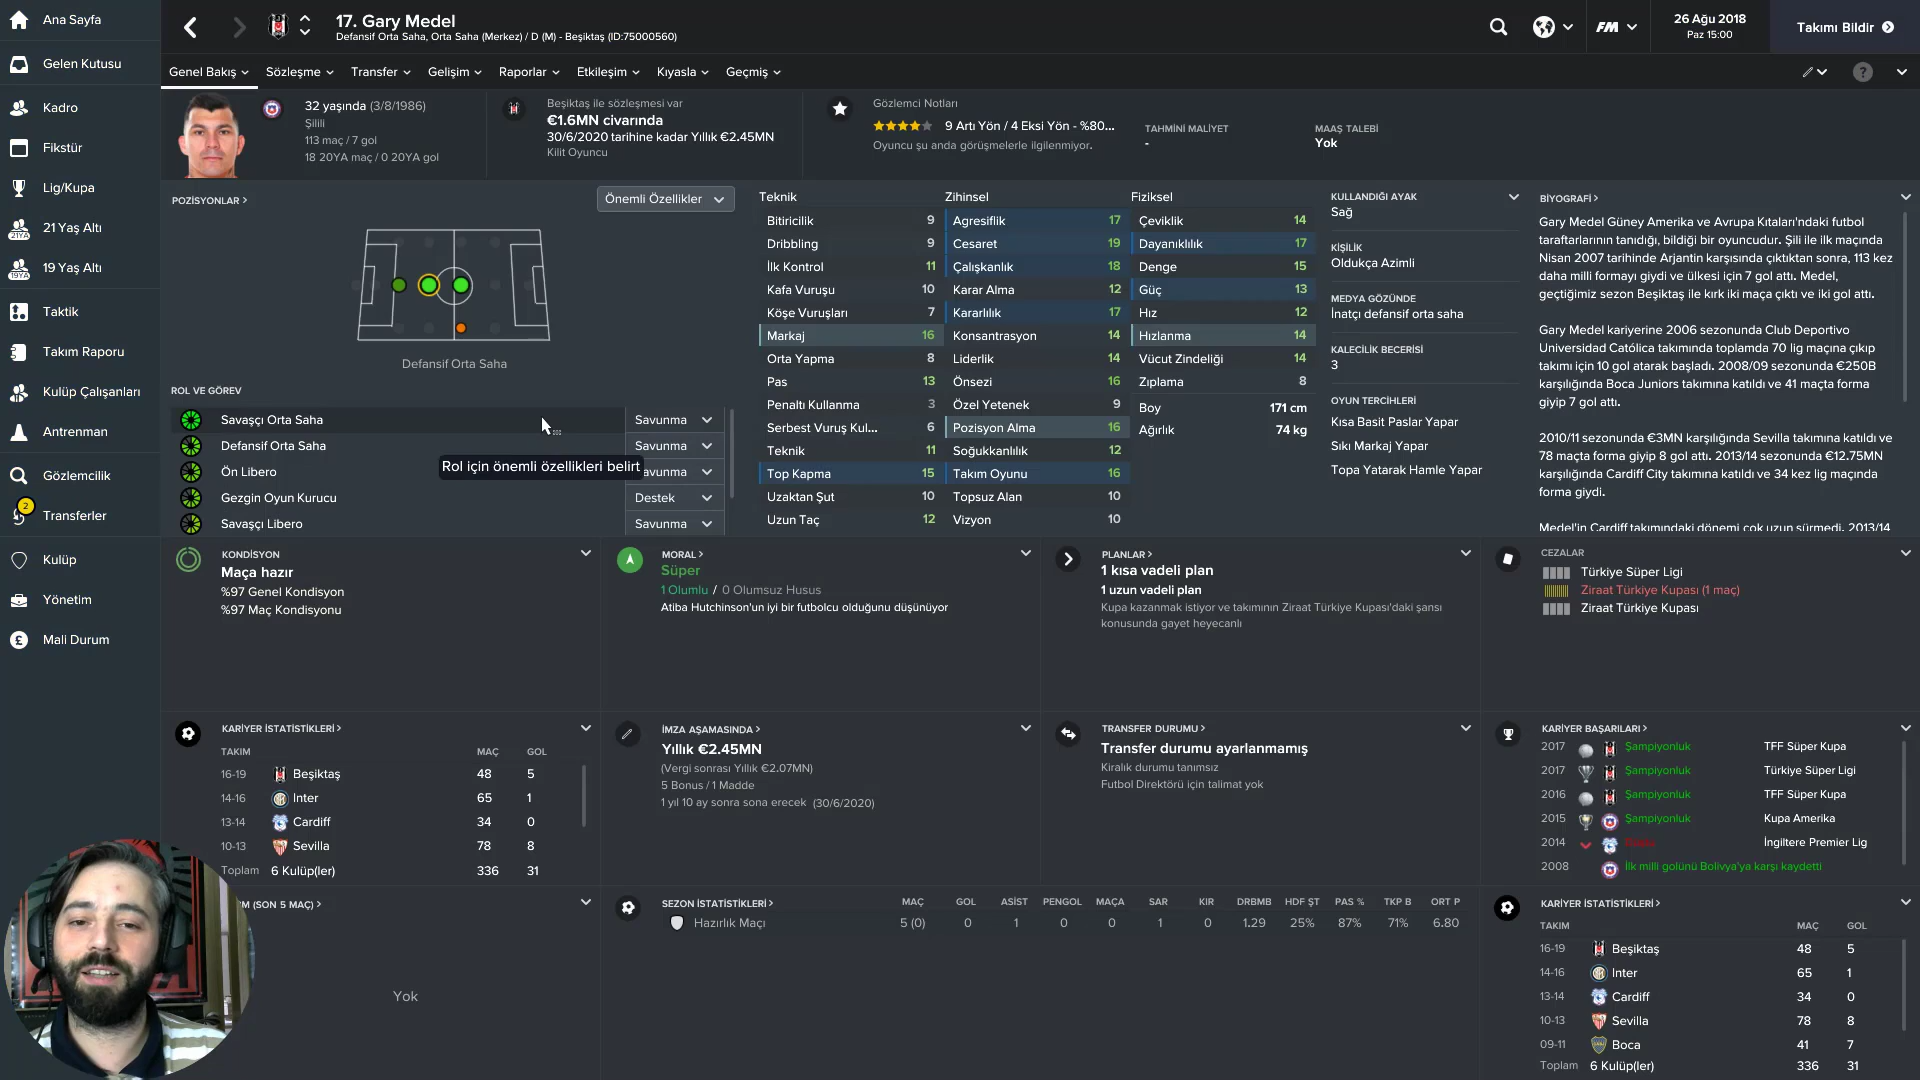 Ana Sayfa
Gelen Kutusu
Kadro
Fikstür
Lig/Kupa
21YA
21 Yaş Altı
19YA
19 Yaş Altı
Taktik
Takım Raporu
Kulüp Çalışanları
Antrenman
Gözlemcilik
2
Transferler
Kulüp
Yönetim
Mali Durum
17. Gary Medel
Defansif Orta Saha, Orta Saha (Merkez) / D (M) - Beşiktaş (ID:75000560)
FM
26 Ağu 2018
Paz 15:00
Takımı Bildir
Genel Bakış Sözleşme Transfer Gelişim Raporlar Etkileşim Kıyasla Geçmiş
?
32 yaşında (3/8/1986)
Şilili
113 maç / 7 gol
18 20YA maç / 0 20YA gol
Beşiktaş ile sözleşmesi var
€1.6MN civarında
30/6/2020 tarihine kadar Yıllık €2.45MN
Kilit Oyuncu
Gözlemci Notları
9 Artı Yön / 4 Eksi Yön - %80...
Oyuncu şu anda görüşmelerle ilgilenmiyor.
TAHMİNİ MALİYET
-
MAAŞ TALEBİ
Yok
POZİSYONLAR >
Önemli Özellikler
Defansif Orta Saha
ROL VE GÖREV
Savaşçı Orta Saha Savunma
Defansif Orta Saha Savunma
Rol için önemli özellikleri belirt
Ön Libero avunma
Gezgin Oyun Kurucu Destek
Savaşçı Libero Savunma
Teknik
Bitiricilik 9
Dribbling 9
İlk Kontrol 11
Kafa Vuruşu 10
Köşe Vuruşları 7
Markaj 16
Orta Yapma 8
Pas 13
Penaltı Kullanma 3
Serbest Vuruş Kul... 6
Teknik 11
Top Kapma 15
Uzaktan Şut 10
Uzun Taç 12
Zihinsel
Agresiflik 17
Cesaret 19
Çalışkanlık 18
Karar Alma 12
Kararlılık 17
Konsantrasyon 14
Liderlik 14
Önsezi 16
Özel Yetenek 9
Pozisyon Alma 16
Soğukkanlılık 12
Takım Oyunu 16
Topsuz Alan 10
Vizyon 10
Fiziksel
Çeviklik 14
Dayanıklılık 17
Denge 15
Güç 13
Hız 12
Hızlanma 14
Vücut Zindeliği 14
Zıplama 8
Boy 171 cm
Ağırlık 74 kg
KULLANDIĞI AYAK
Sağ
KİŞİLİK
Oldukça Azimli
MEDYA GÖZÜNDE
İnatçı defansif orta saha
KALECİLİK BECERİSİ
3
OYUN TERCİHLERİ
Kısa Basit Paslar Yapar
Sıkı Markaj Yapar
Topa Yatarak Hamle Yapar
BİYOGRAFİ >
Gary Medel Güney Amerika ve Avrupa Kıtaları'ndaki futbol
taraftarlarının tanıdığı, bildiği bir oyuncudur. Şili ile ilk maçında
Nisan 2007 tarihinde Arjantin karşısında çıktıktan sonra, 113 kez
daha milli formayı giydi ve ülkesi için 7 gol attı. Medel,
geçtiğimiz sezon Beşiktaş ile kırk iki maça çıktı ve iki gol attı.
Gary Medel kariyerine 2006 sezonunda Club Deportivo
Universidad Católica takımında toplamda 70 lig maçına çıkıp
takımı için 10 gol atarak başladı. 2008/09 sezonunda €250B
karşılığında Boca Juniors takımına katıldı ve 41 maçta forma
giyip 7 gol attı.
2010/11 sezonunda €3MN karşılığında Sevilla takımına katıldı ve
78 maçta forma giyip 8 gol attı. 2013/14 sezonunda €12.75MN
karşılığında Cardiff City takımına katıldı ve 34 kez lig maçında
forma giydi.
Medel'in Cardiff takımındaki dönemi çok uzun sürmedi. 2013/14
KONDİSYON
Maça hazır
%97 Genel Kondisyon
%97 Maç Kondisyonu
MORAL >
Süper
1 Olumlu / 0 Olumsuz Husus
Atiba Hutchinson'un iyi bir futbolcu olduğunu düşünüyor
PLANLAR >
1 kısa vadeli plan
1 uzun vadeli plan
Kupa kazanmak istiyor ve takımının Ziraat Türkiye Kupası'daki şansı
konusunda gayet heyecanlı
CEZALAR
Türkiye Süper Ligi
Ziraat Türkiye Kupası (1 maç)
Ziraat Türkiye Kupası
KARİYER İSTATİSTİKLERİ >
TAKIM MAÇ GOL
16-19 Beşiktaş 48 5
14-16 Inter 65 1
13-14 Cardiff 34 0
10-13 Sevilla 78 8
Toplam 6 Kulüp(ler) 336 31
İMZA AŞAMASINDA >
Yıllık €2.45MN
(Vergi sonrası Yıllık €2.07MN)
5 Bonus / 1 Madde
1 yıl 10 ay sonra sona erecek (30/6/2020)
TRANSFER DURUMU >
Transfer durumu ayarlanmamış
Kiralık durumu tanımsız
Futbol Direktörü için talimat yok
KARİYER BAŞARILARI >
2017 Şampiyonluk TFF Süper Kupa
2017 Şampiyonluk Türkiye Süper Ligi
2016 Şampiyonluk TFF Süper Kupa
2015 Şampiyonluk Kupa Amerika
2014 İngiltere Premier Lig
2008 İlk milli golünü Bolivya'ya karşı kaydetti
M (SON 5 MAÇ) >
Yok
SEZON İSTATİSTİKLERİ > MAÇ GOL ASİST PENGOL MAÇA SAR KIR DRBMB HDF ŞT PAS % TKP B ORT P
Hazırlık Maçı 5 (0) 0 1 0 0 1 0 1.29 25% 87% 71% 6.80
KARİYER İSTATİSTİKLERİ >
TAKIM MAÇ GOL
16-19 Beşiktaş 48 5
14-16 Inter 65 1
13-14 Cardiff 34 0
10-13 Sevilla 78 8
09-11 Boca 41 7
Toplam 6 Kulüp(ler) 336 31